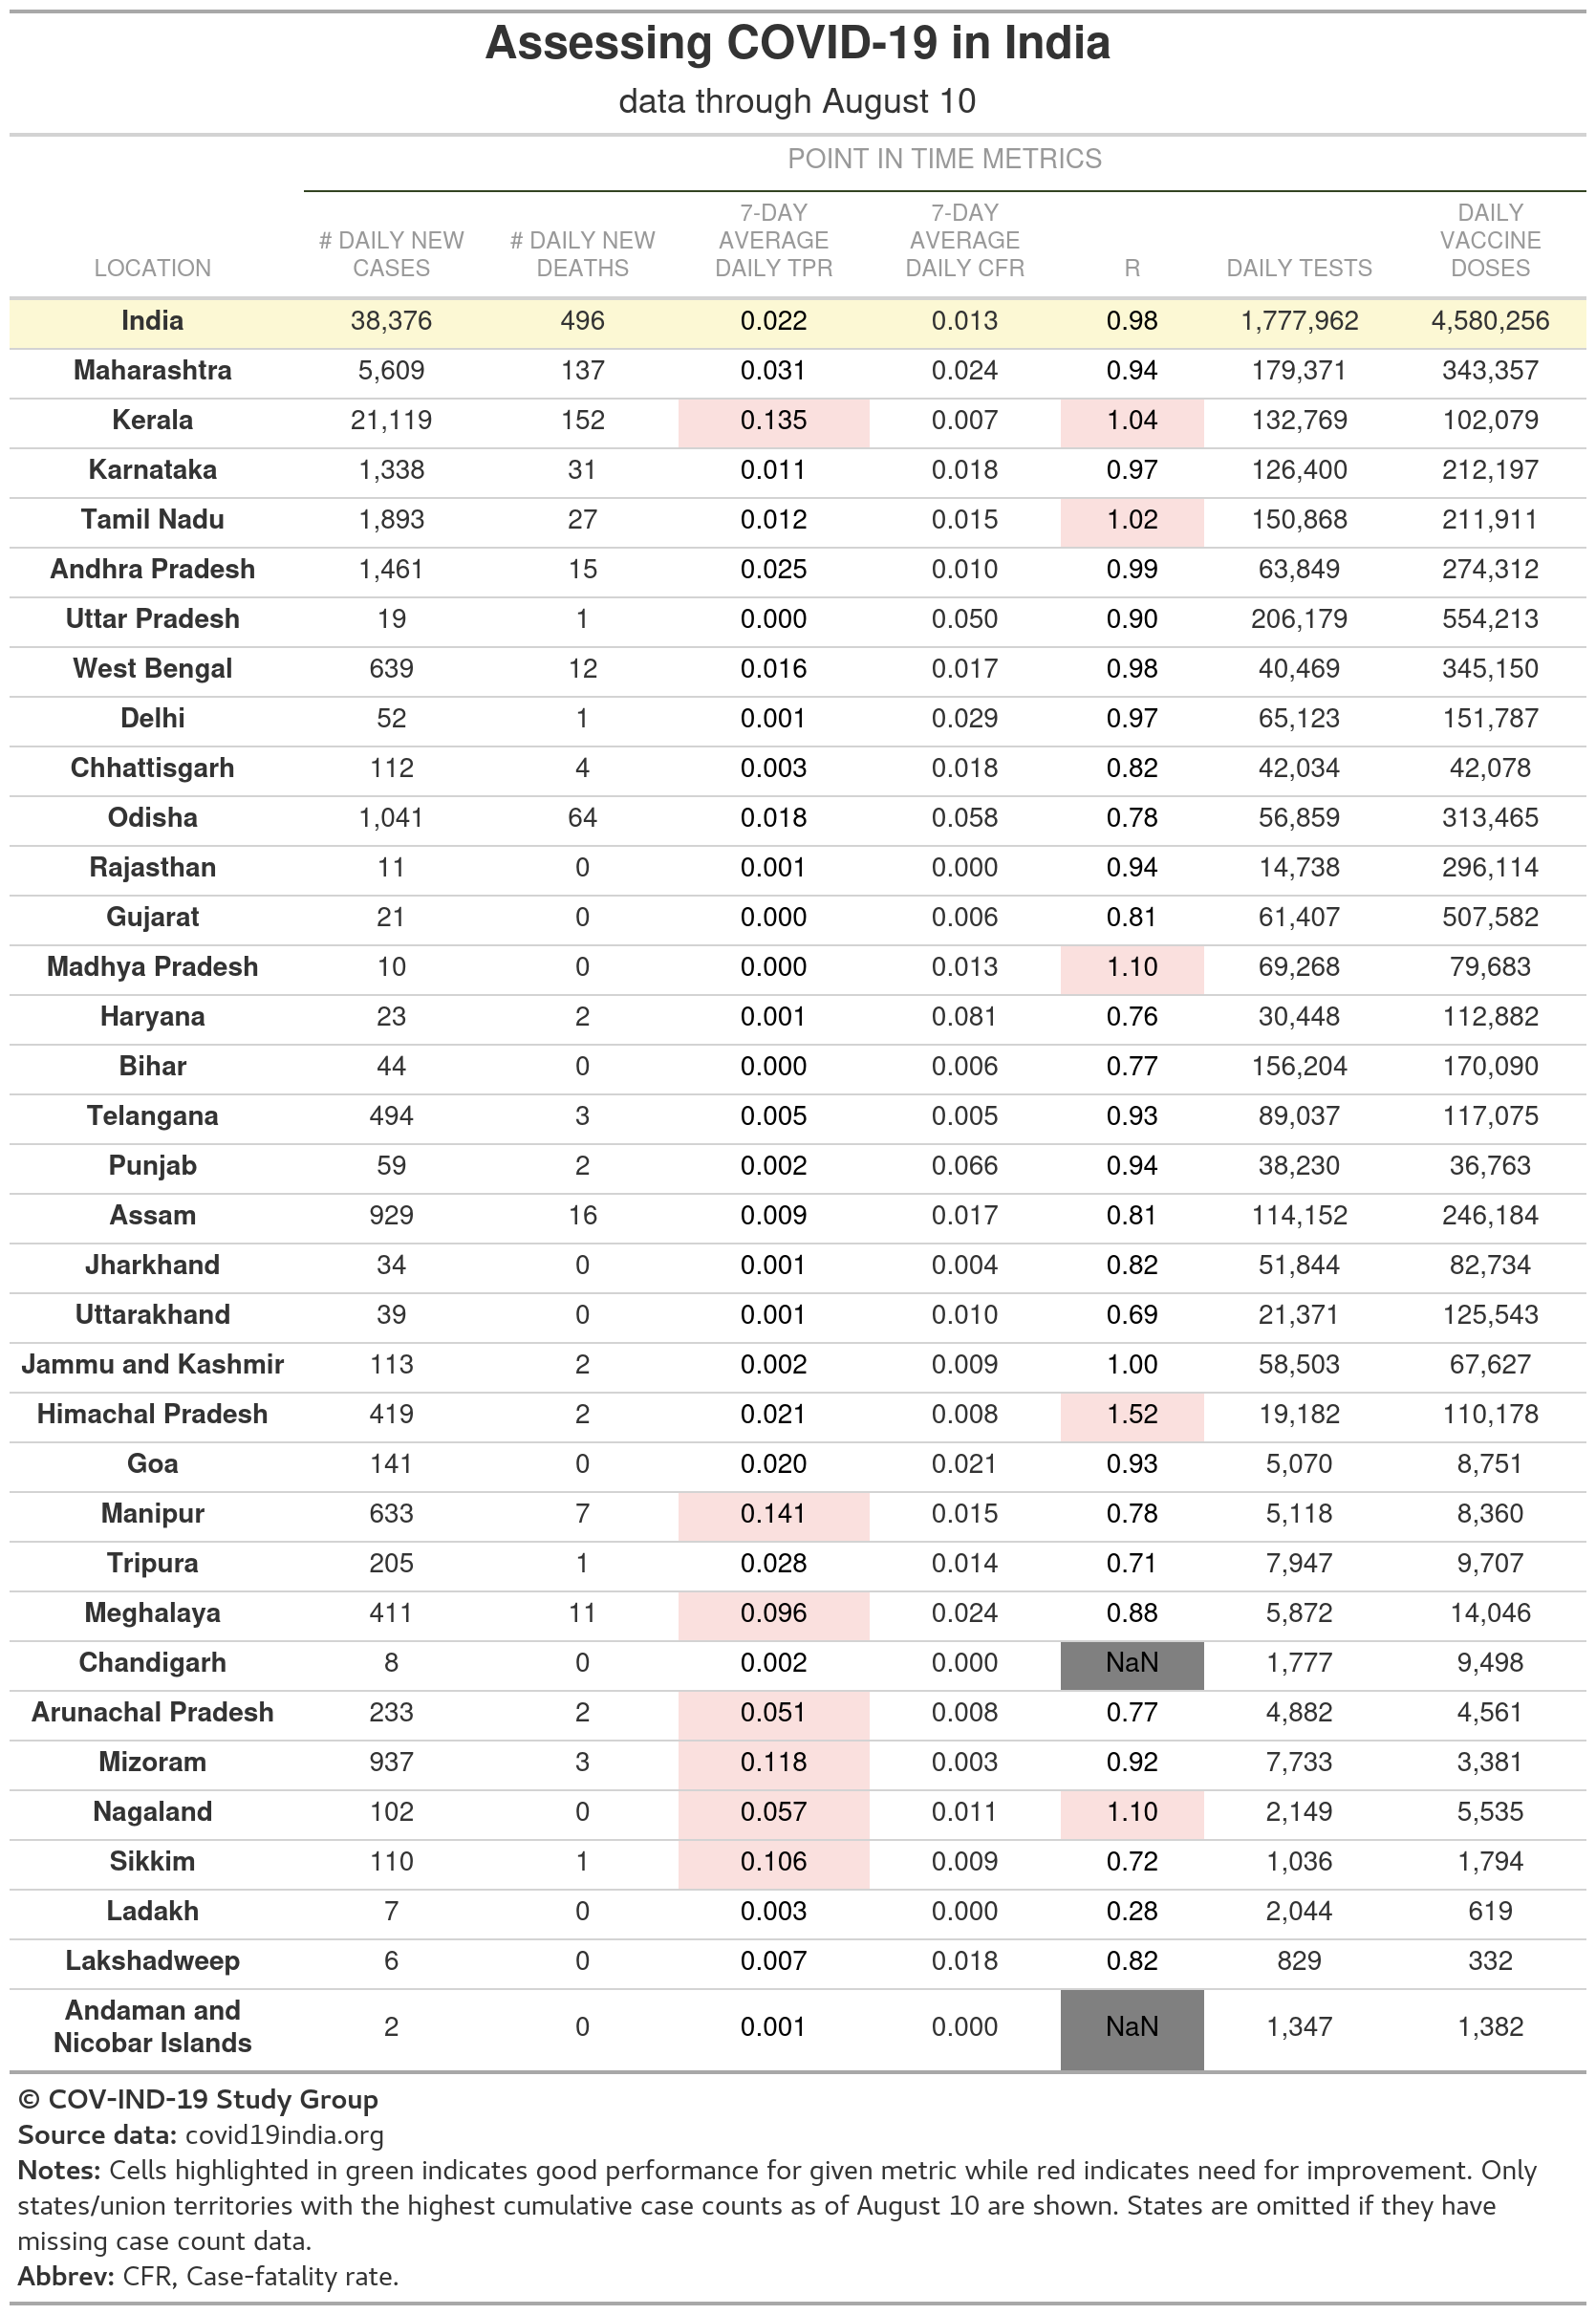 Assessing COVID-19 in India
data through August 10
POINT IN TIME METRICS
LOCATION # DAILY NEW CASES # DAILY NEW DEATHS 7-DAY AVERAGE DAILY TPR 7-DAY AVERAGE DAILY CFR R DAILY TESTS DAILY VACCINE DOSES
India 38,376 496 0.022 0.013 0.98 1,777,962 4,580,256
Maharashtra 5,609 137 0.031 0.024 0.94 179,371 343,357
Kerala 21,119 152 0.135 0.007 1.04 132,769 102,079
Karnataka 1,338 31 0.011 0.018 0.97 126,400 212,197
Tamil Nadu 1,893 27 0.012 0.015 1.02 150,868 211,911
Andhra Pradesh 1,461 15 0.025 0.010 0.99 63,849 274,312
Uttar Pradesh 19 1 0.000 0.050 0.90 206,179 554,213
West Bengal 639 12 0.016 0.017 0.98 40,469 345,150
Delhi 52 1 0.001 0.029 0.97 65,123 151,787
Chhattisgarh 112 4 0.003 0.018 0.82 42,034 42,078
Odisha 1,041 64 0.018 0.058 0.78 56,859 313,465
Rajasthan 11 0 0.001 0.000 0.94 14,738 296,114
Gujarat 21 0 0.000 0.006 0.81 61,407 507,582
Madhya Pradesh 10 0 0.000 0.013 1.10 69,268 79,683
Haryana 23 2 0.001 0.081 0.76 30,448 112,882
Bihar 44 0 0.000 0.006 0.77 156,204 170,090
Telangana 494 3 0.005 0.005 0.93 89,037 117,075
Punjab 59 2 0.002 0.066 0.94 38,230 36,763
Assam 929 16 0.009 0.017 0.81 114,152 246,184
Jharkhand 34 0 0.001 0.004 0.82 51,844 82,734
Uttarakhand 39 0 0.001 0.010 0.69 21,371 125,543
Jammu and Kashmir 113 2 0.002 0.009 1.00 58,503 67,627
Himachal Pradesh 419 2 0.021 0.008 1.52 19,182 110,178
Goa 141 0 0.020 0.021 0.93 5,070 8,751
Manipur 633 7 0.141 0.015 0.78 5,118 8,360
Tripura 205 1 0.028 0.014 0.71 7,947 9,707
Meghalaya 411 11 0.096 0.024 0.88 5,872 14,046
Chandigarh 8 0 0.002 0.000 NaN 1,777 9,498
Arunachal Pradesh 233 2 0.051 0.008 0.77 4,882 4,561
Mizoram 937 3 0.118 0.003 0.92 7,733 3,381
Nagaland 102 0 0.057 0.011 1.10 2,149 5,535
Sikkim 110 1 0.106 0.009 0.72 1,036 1,794
Ladakh 7 0 0.003 0.000 0.28 2,044 619
Lakshadweep 6 0 0.007 0.018 0.82 829 332
Andaman and Nicobar Islands 2 0 0.001 0.000 NaN 1,347 1,382
© COV-IND-19 Study Group
Source data: covid19india.org
Notes: Cells highlighted in green indicates good performance for given metric while red indicates need for improvement. Only
states/union territories with the highest cumulative case counts as of August 10 are shown. States are omitted if they have
missing case count data.
Abbrev: CFR, Case-fatality rate.